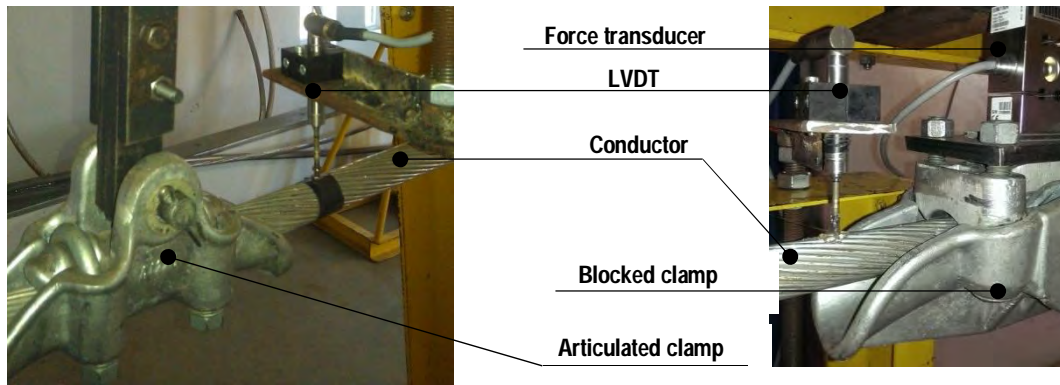 Force transducer
LVDT
Conductor
Blocked clamp
Articulated clamp